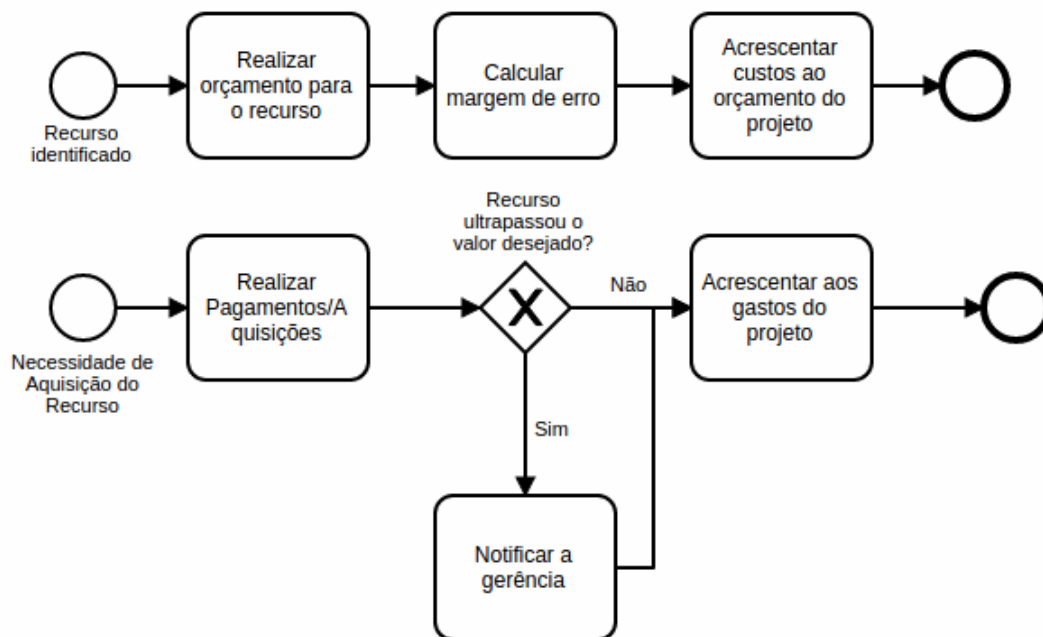 Realizar
orçamento para
o recurso
Calcular
margem de erro
Acrescentar
custos ao
orçamento do
projeto
Recurso
identificado
Recurso
ultrapassou o
valor desejado?
Realizar
Pagamentos/A
quisições
Não
Acrescentar aos
gastos do
projeto
Necessidade de
Aquisição do
Recurso
Sim
Notificar a
gerência